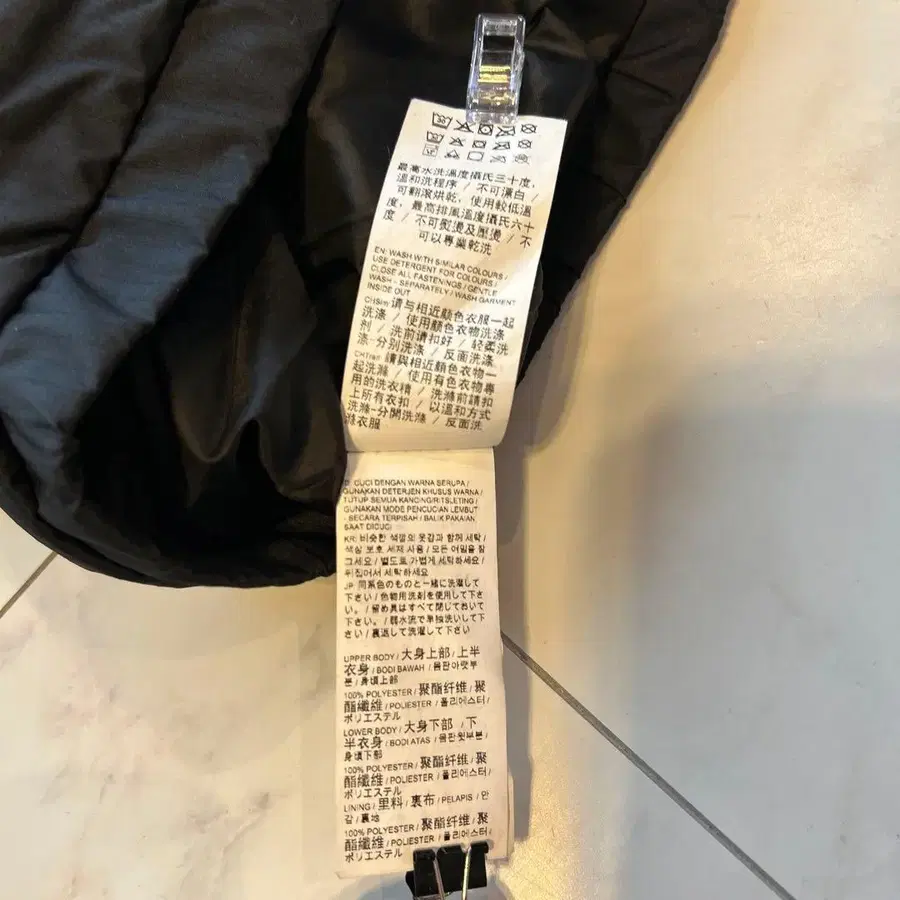 最高水洗溫度攝氏三十度，
溫和洗程序 / 不可漂白 /
可翻滾烘乾，使用較低溫
度，最高排風溫度攝氏六十
度 / 不可熨燙及壓燙 / 不
可以專業乾洗
EN: WASH WITH SIMILAR COLOURS /
USE DETERGENT FOR COLOURS /
CLOSE ALL FASTENINGS / GENTLE
WASH - SEPARATELY / WASH GARMENT
INSIDE OUT
CHSim 请与相近颜色衣服一起
洗涤 / 使用颜色衣物洗涤
剂 / 洗前请扣好 / 轻柔洗
涤-分别洗涤 / 反面洗涤
CHTran 請與相近顏色衣物一
起洗滌 / 使用有色衣物專
用的洗衣精 / 洗滌前請扣
上所有衣扣 / 以溫和方式
洗滌-分開洗滌 / 反面洗
滌衣服
CUCI DENGAN WARNA SERUPA /
GUNAKAN DETERJEN KHUSUS WARNA /
TUTUP SEMUA KANCING/RITSLETING /
GUNAKAN MODE PENCUCIAN LEMBUT
- SECARA TERPISAH / BALIK PAKAIAN
SAAT DICUCI
KR: 비슷한 색깔의 옷감과 함께 세탁 /
색상 보호 세제 사용 / 모든 여밈을 잠
그세요 / 별도로 가볍게 세탁하세요 /
뒤집어서 세탁하세요
JP 同系色のものと一緒に洗濯して
下さい / 色物用洗剤を使用して下さ
い。 / 留め具はすべて閉じておいて
下さい。 / 弱水流で単独洗いして下
さい / 裏返して洗濯して下さい
UPPER BODY / 大身上部 / 上半
衣身 / BODI BAWAH / 몸판아랫부
분 / 身頃上部
100% POLYESTER / 聚酯纤维 / 聚
酯纖維 / POLIESTER / 폴리에스터 /
ポリエステル
LOWER BODY / 大身下部 / 下
半衣身 / BODI ATAS / 몸판윗부분 /
身頃下部
100% POLYESTER / 聚酯纤维 / 聚
酯纖維 / POLIESTER / 폴리에스터 /
ポリエステル
LINING / 里料 / 裏布 / PELAPIS / 안
감 / 裏地
100% POLYESTER / 聚酯纤维 / 聚
酯纖維 / POLIESTER / 폴리에스터 /
ポリエステル